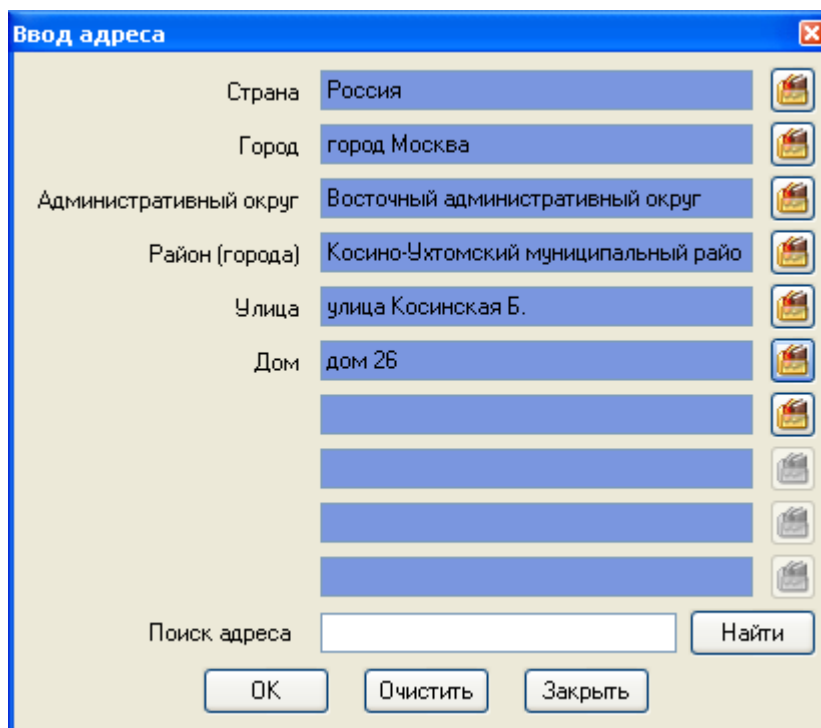 Ввод адреса
Страна Россия
Город город Москва
Административный округ Восточный административный округ
Район (города) Косино-Ухтомский муниципальный райо
Улица улица Косинская Б.
Дом дом 26
Поиск адреса Найти
ОК Очистить Закрыть